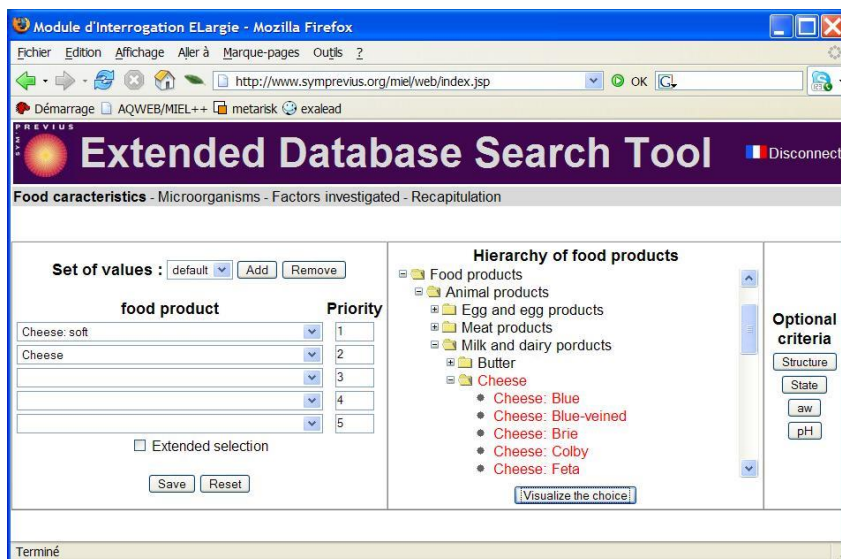 Module d'Interrogation ELargie - Mozilla Firefox
Fichier Edition Affichage Aller à Marque-pages Outils ?
http://www.symprevius.org/miel/web/index.jsp OK G
Démarrage AQWEB/MIEL++ metarisk exalead
SYM' PREVIUS
Extended Database Search Tool Disconnect
Food caracteristics - Microorganisms - Factors investigated - Recapitulation
Set of values : default Add Remove
food product Priority
Cheese: soft 1
Cheese 2
3
4
5
Extended selection
Save Reset
Hierarchy of food products
Food products
Animal products
Egg and egg products
Meat products
Milk and dairy porducts
Butter
Cheese
Cheese: Blue
Cheese: Blue-veined
Cheese: Brie
Cheese: Colby
Cheese: Feta
Visualize the choice
Optional
criteria
Structure
State
aw
pH
Terminé